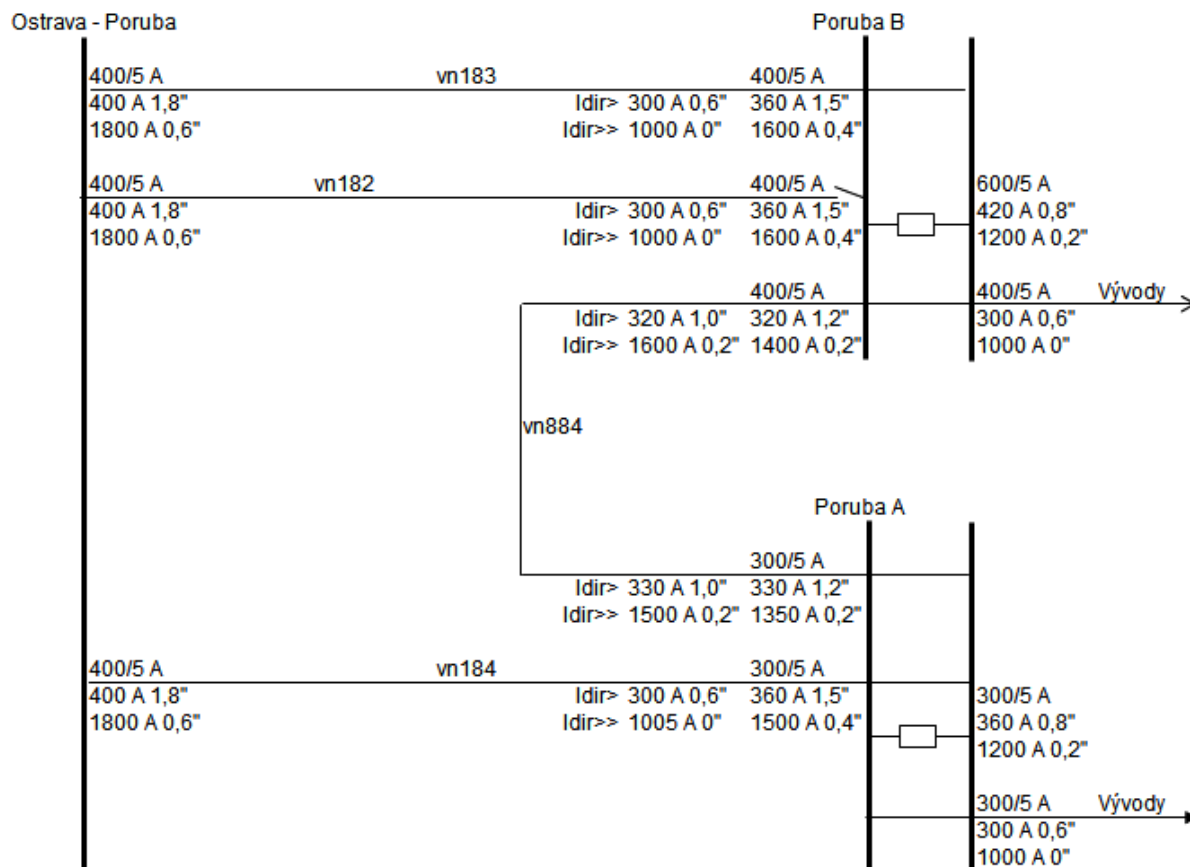 Ostrava - Poruba
Poruba B
400/5 A
vn183
400/5 A
400 A 1,8"
Idir> 300 A 0,6"
360 A 1,5"
1800 A 0,6"
Idir>> 1000 A 0"
1600 A 0,4"
400/5 A
vn182
400/5 A
600/5 A
400 A 1,8"
Idir> 300 A 0,6"
360 A 1,5"
420 A 0,8"
1800 A 0,6"
Idir>> 1000 A 0"
1600 A 0,4"
1200 A 0,2"
400/5 A
400/5 A
Vývody
Idir> 320 A 1,0"
320 A 1,2"
300 A 0,6"
Idir>> 1600 A 0,2"
1400 A 0,2"
1000 A 0"
vn884
Poruba A
300/5 A
Idir> 330 A 1,0"
330 A 1,2"
Idir>> 1500 A 0,2"
1350 A 0,2"
400/5 A
vn184
300/5 A
400 A 1,8"
Idir> 300 A 0,6"
360 A 1,5"
300/5 A
1800 A 0,6"
Idir>> 1005 A 0"
1500 A 0,4"
360 A 0,8"
1200 A 0,2"
300/5 A
Vývody
300 A 0,6"
1000 A 0"